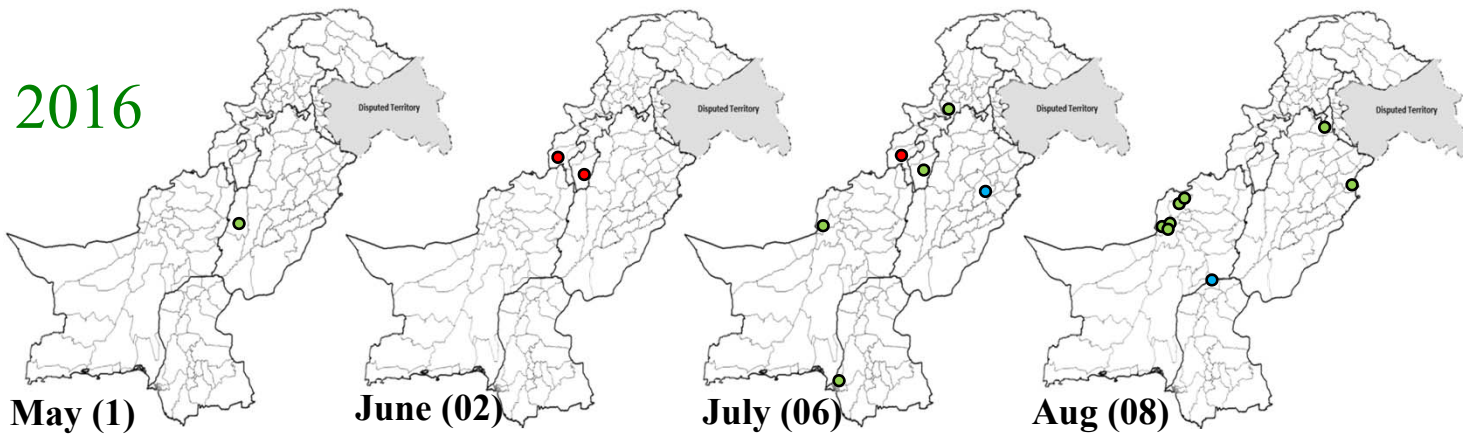 2016
Disputed Territory
Disputed Territory
Disputed Territory
Disputed Territory
May (1)
June (02)
July (06)
Aug (08)